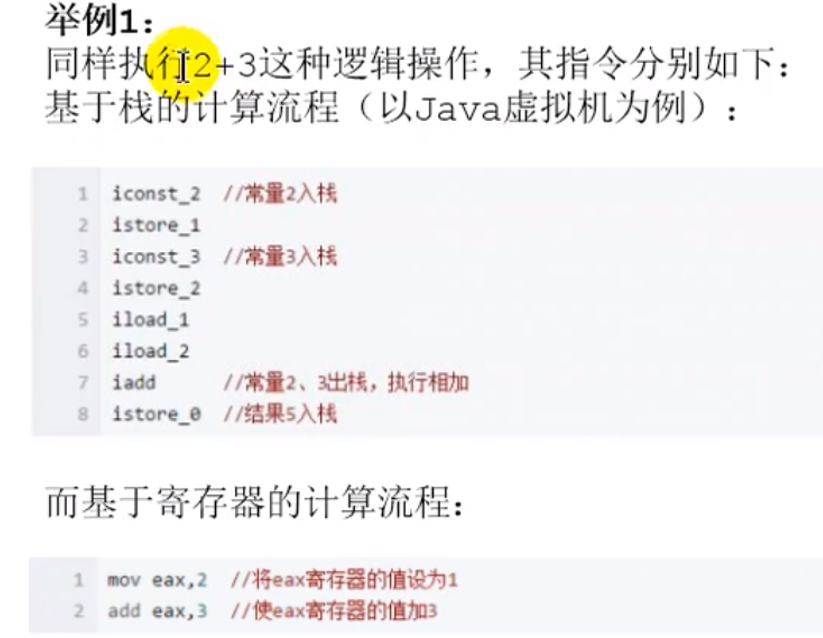 举例1：
同样执行2+3这种逻辑操作，其指令分别如下：
基于栈的计算流程（以Java虚拟机为例）：
1 iconst_2 //常量2入栈
2 istore_1
3 iconst_3 //常量3入栈
4 istore_2
5 iload_1
6 iload_2
7 iadd //常量2、3出栈，执行相加
8 istore_0 //结果5入栈
而基于寄存器的计算流程：
1 mov eax,2 //将eax寄存器的值设为1
2 add eax,3 //使eax寄存器的值加3